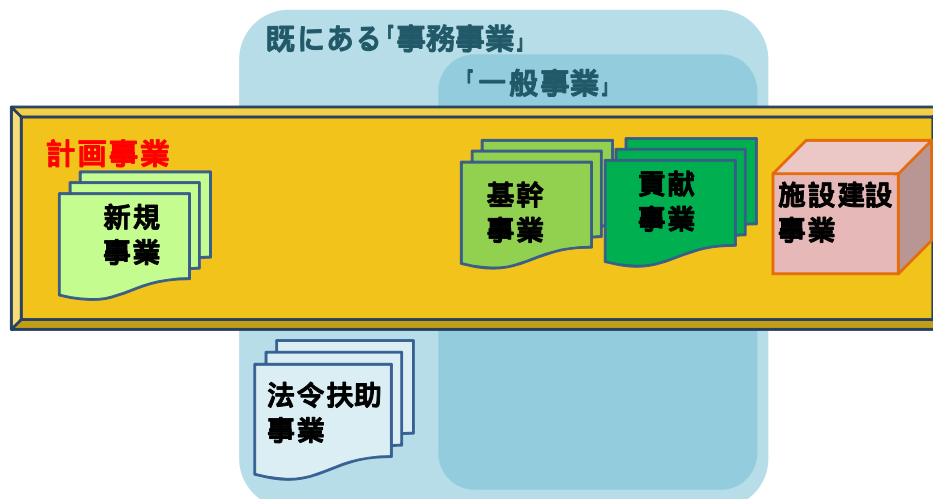 既にある「事務事業」
「一般事業」
計画事業
新規
事業
基幹
事業
貢献
事業
施設建設
事業
法令扶助
事業